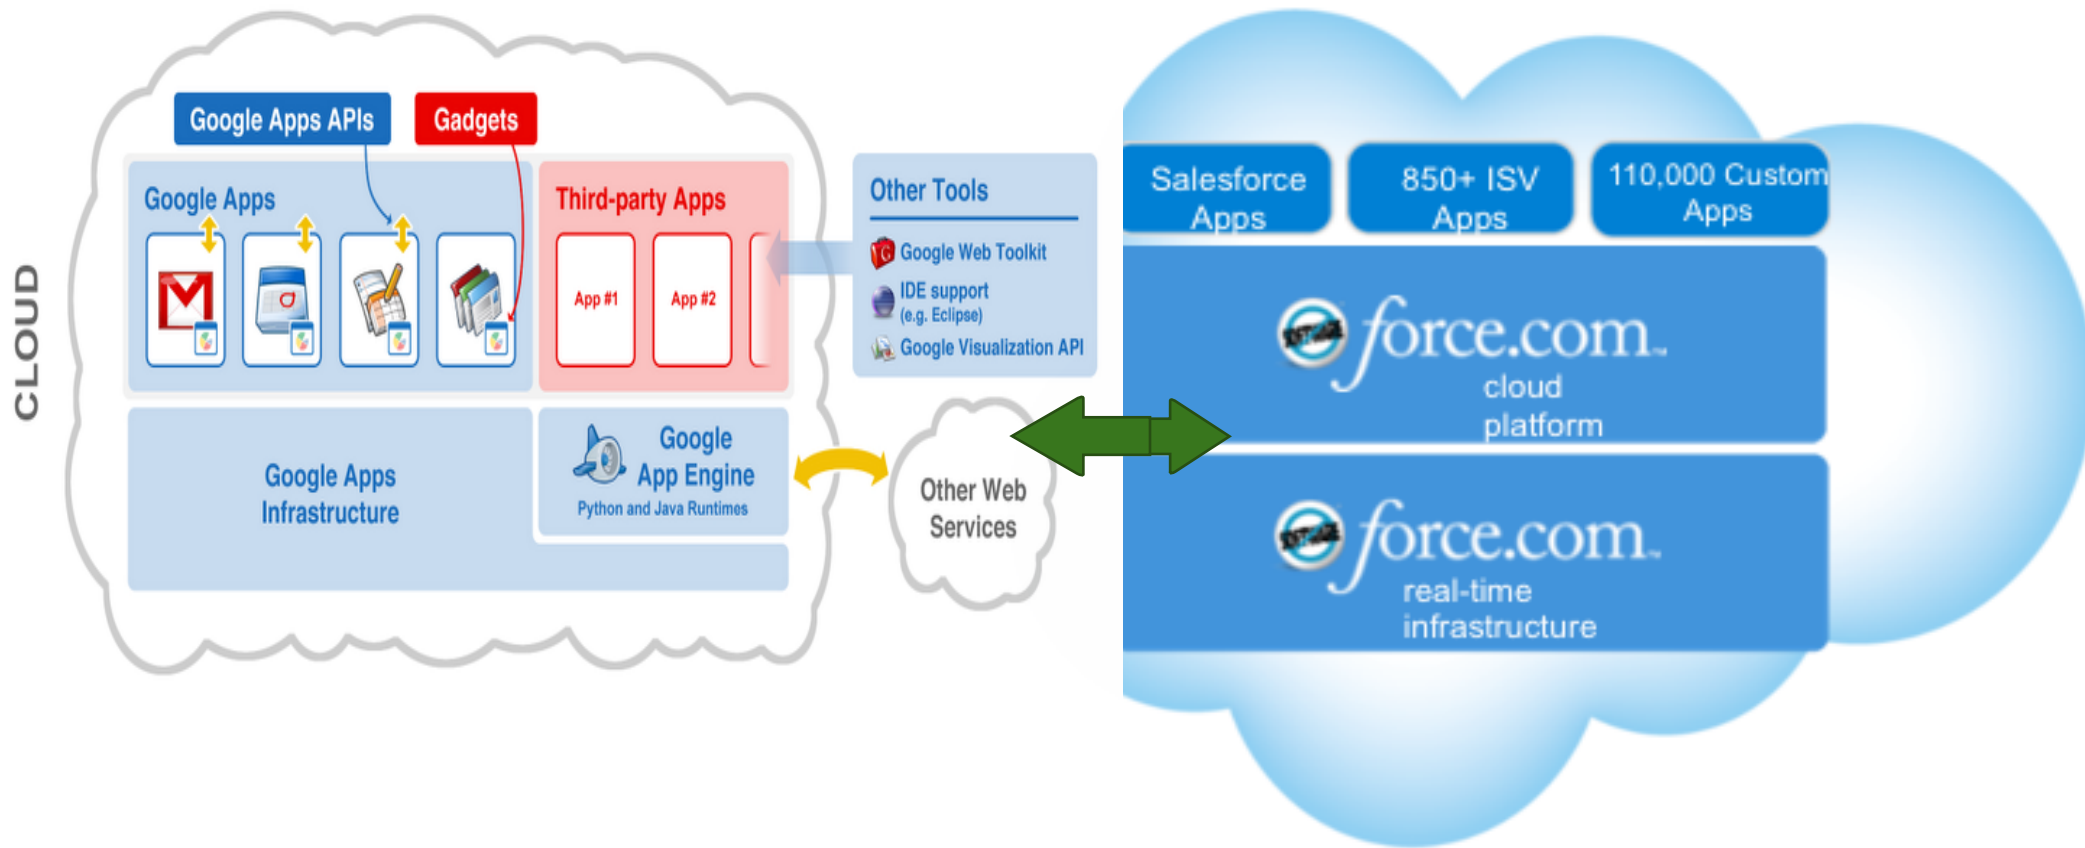 CLOUD
Google Apps APIs
Gadgets
Google Apps
Third-party Apps
App #1
App #2
Other Tools
Google Web Toolkit
IDE support
(e.g. Eclipse)
Google Visualization API
Google Apps
Infrastructure
Google
App Engine
Python and Java Runtimes
Other Web
Services
Salesforce
Apps
850+ ISV
Apps
110,000 Custom
Apps
force.com
cloud
platform
force.com
real-time
infrastructure